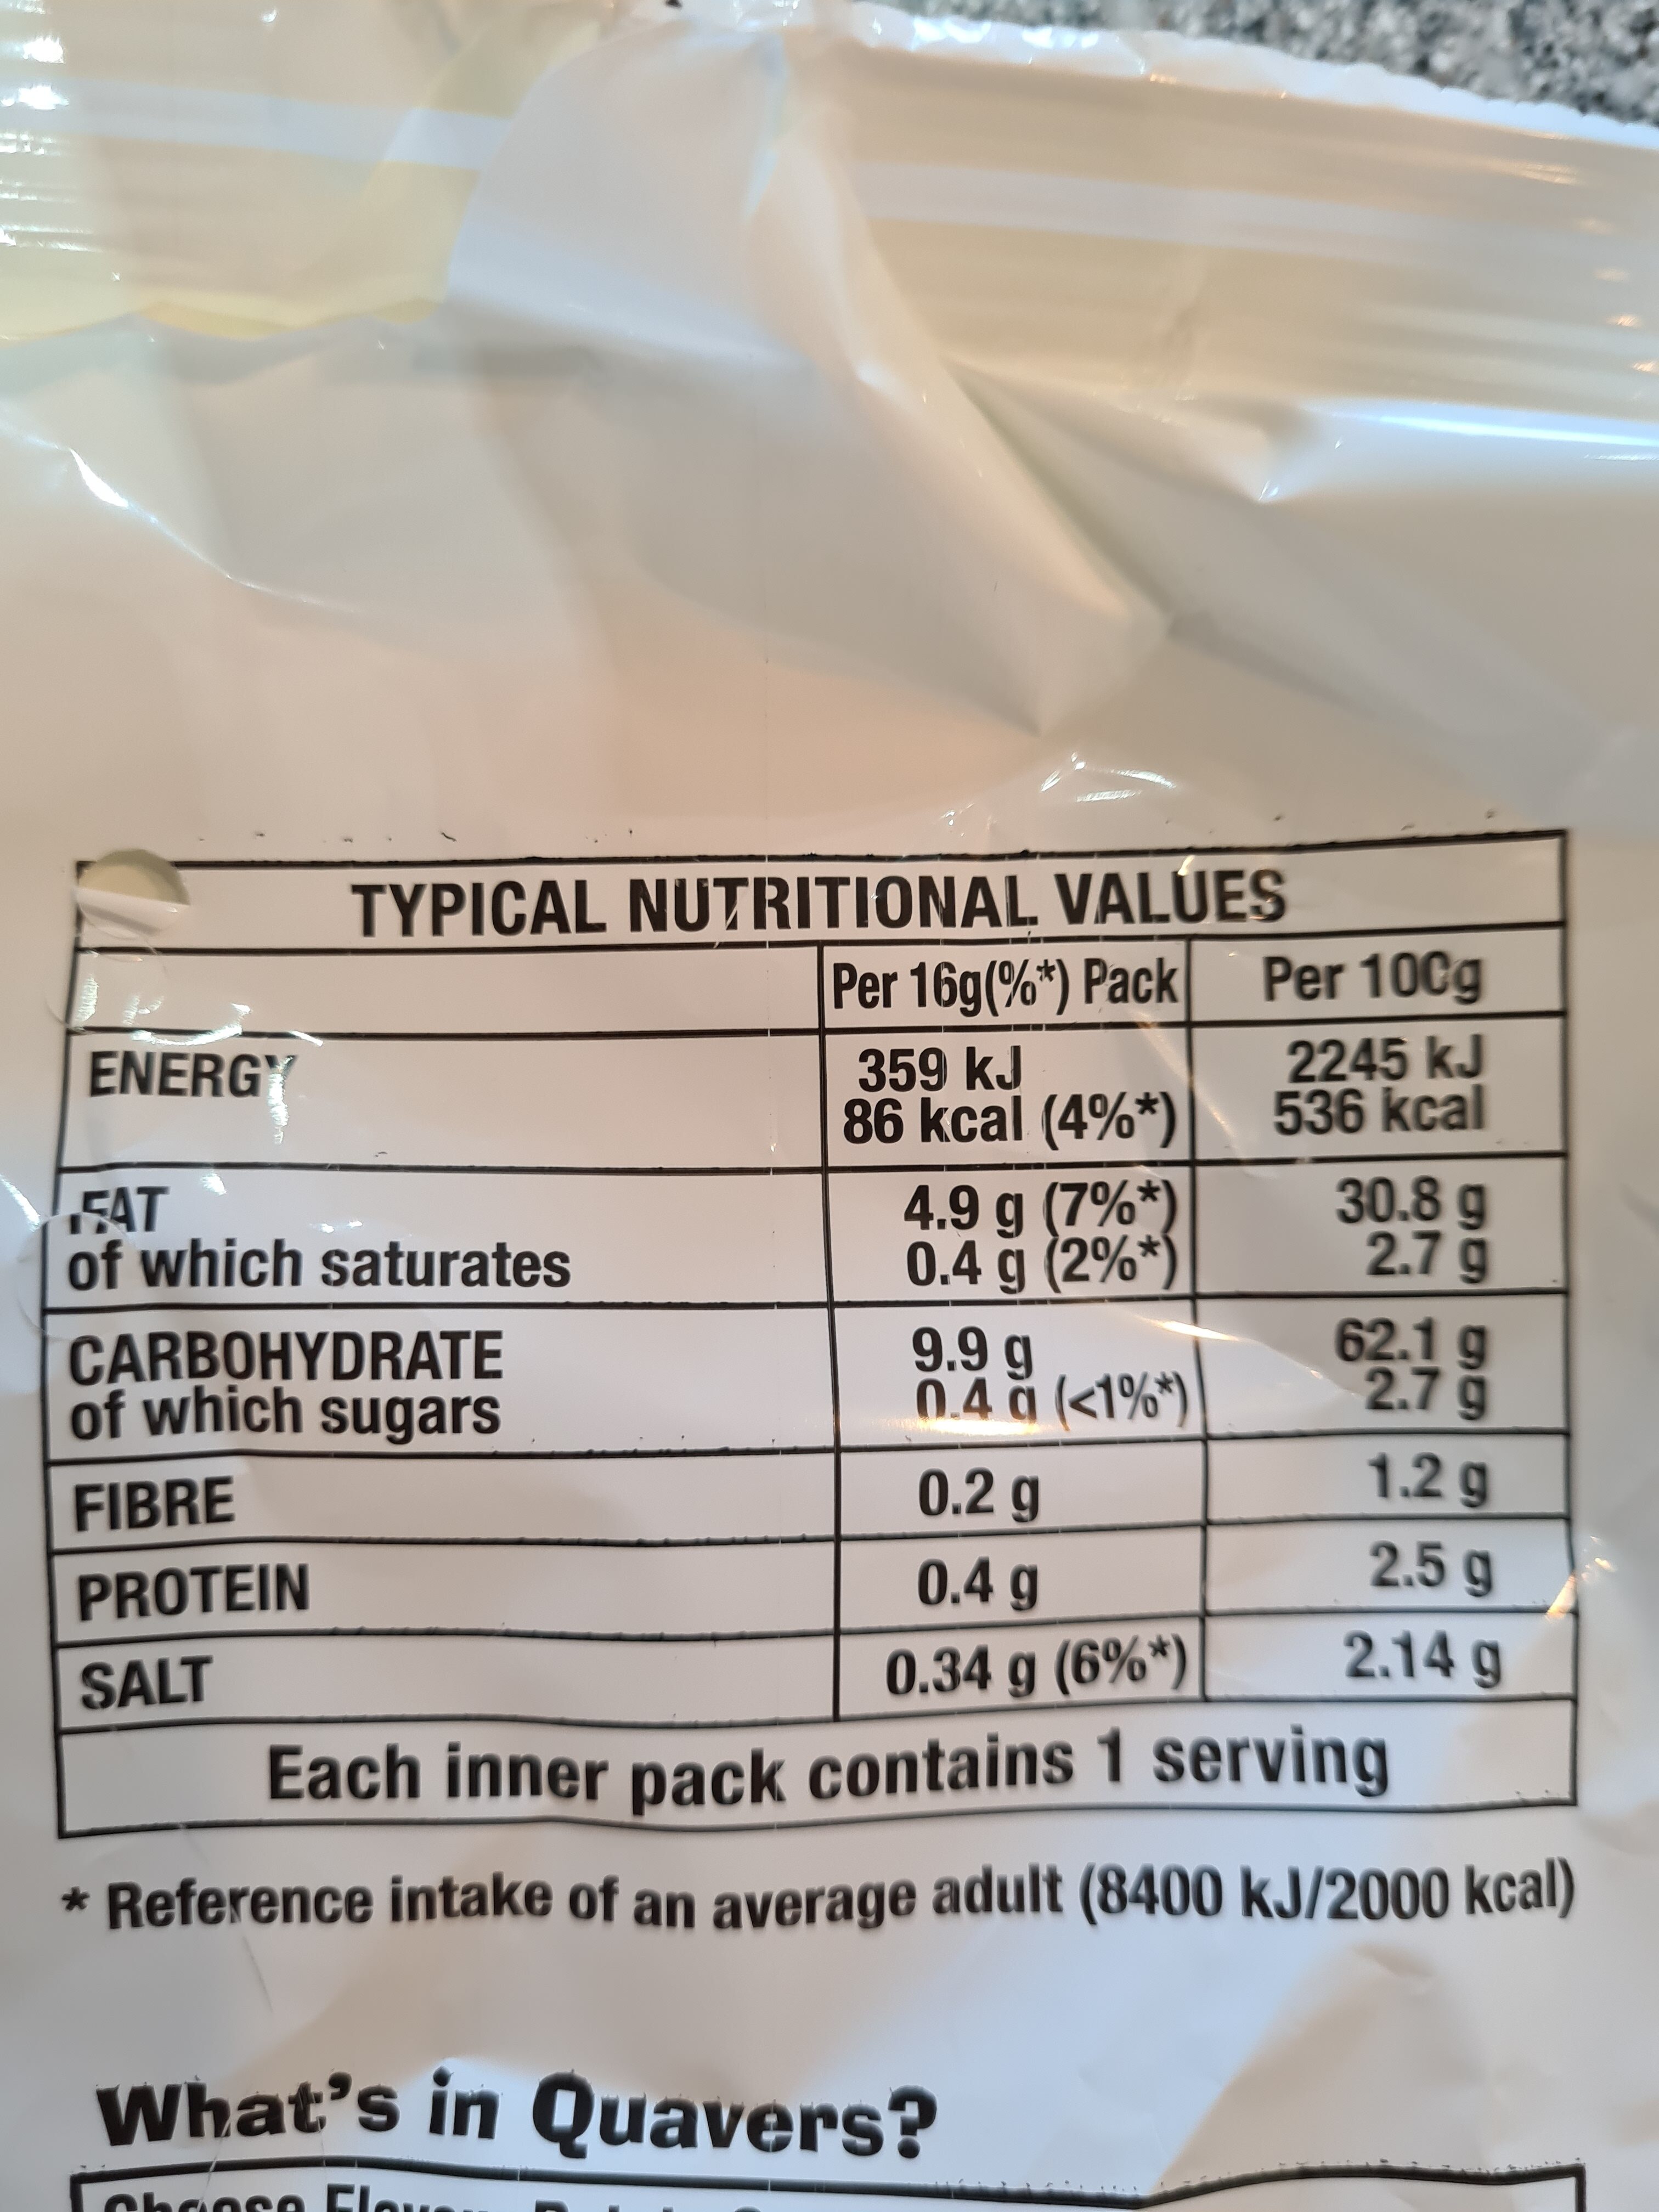 TYPICAL NUTRITIONAL VALUES
Per 16g(%*) Pack Per 100g
ENERGY 359 kJ 2245 kJ
86 kcal (4%*) 536 kcal
FAT 4.9 g (7%*) 30.8 g
of which saturates 0.4 g (2%*) 2.7 g
CARBOHYDRATE 9.9 g 62.1 g
of which sugars 0.4 g (<1%*) 2.7 g
FIBRE 0.2 g 1.2 g
PROTEIN 0.4 g 2.5 g
SALT 0.34 g (6%*) 2.14 g
Each inner pack contains 1 serving
* Reference intake of an average adult (8400 kJ/2000 kcal)
What's in Quavers?